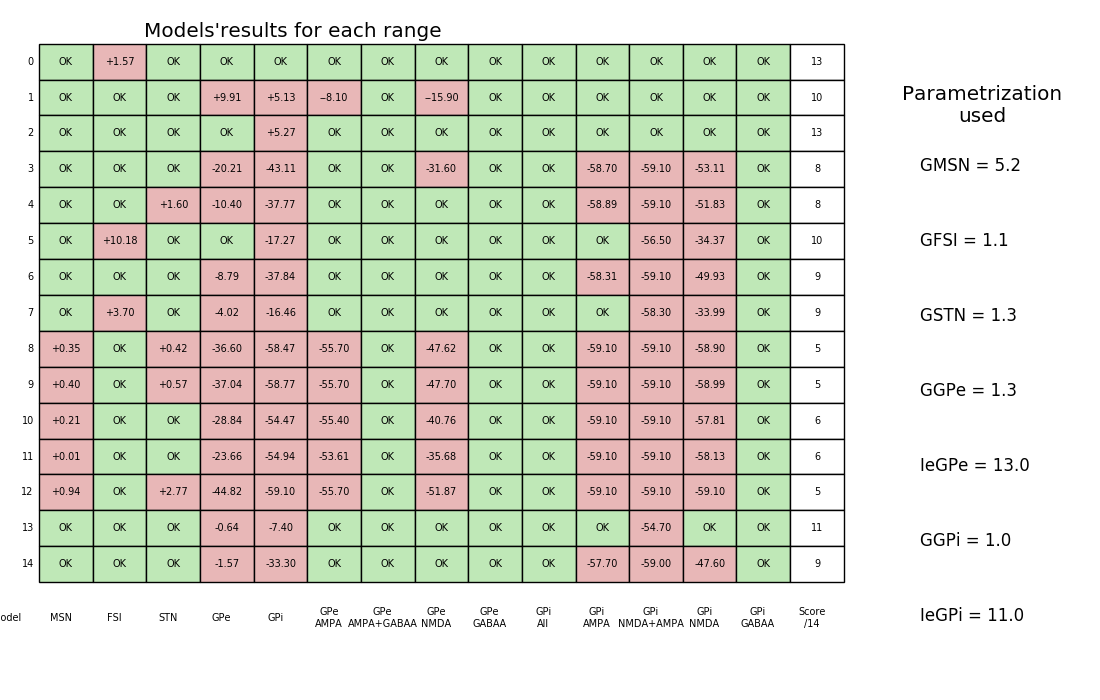 Models'results for each range
0 OK +1.57 OK OK OK OK OK OK OK OK OK OK OK OK 13
1 OK OK OK +9.91 +5.13 --8.10 OK --15.90 OK OK OK OK OK OK 10
2 OK OK OK OK +5.27 OK OK OK OK OK OK OK OK OK 13
3 OK OK OK -20.21 -43.11 OK OK -31.60 OK OK -58.70 -59.10 -53.11 OK 8
4 OK OK +1.60 -10.40 -37.77 OK OK OK OK OK -58.89 -59.10 -51.83 OK 8
5 OK +10.18 OK OK -17.27 OK OK OK OK OK OK -56.50 -34.37 OK 10
6 OK OK OK -8.79 -37.84 OK OK OK OK OK -58.31 -59.10 -49.93 OK 9
7 OK +3.70 OK -4.02 -16.46 OK OK OK OK OK OK -58.30 -33.99 OK 9
8 +0.35 OK +0.42 -36.60 -58.47 -55.70 OK -47.62 OK OK -59.10 -59.10 -58.90 OK 5
9 +0.40 OK +0.57 -37.04 -58.77 -55.70 OK -47.70 OK OK -59.10 -59.10 -58.99 OK 5
10 +0.21 OK OK -28.84 -54.47 -55.40 OK -40.76 OK OK -59.10 -59.10 -57.81 OK 6
11 +0.01 OK OK -23.66 -54.94 -53.61 OK -35.68 OK OK -59.10 -59.10 -58.13 OK 6
12 +0.94 OK +2.77 -44.82 -59.10 -55.70 OK -51.87 OK OK -59.10 -59.10 -59.10 OK 5
13 OK OK OK -0.64 -7.40 OK OK OK OK OK OK -54.70 OK OK 11
14 OK OK OK -1.57 -33.30 OK OK OK OK OK -57.70 -59.00 -47.60 OK 9
odel MSN FSI STN GPe GPi GPe GPe GPe GPe GPi GPi GPi GPi GPi Score
AMPA AMPA+GABAA NMDA GABAA All AMPA NMDA+AMPA NMDA GABAA /14
Parametrization
used
GMSN = 5.2
GFSI = 1.1
GSTN = 1.3
GGPe = 1.3
IeGPe = 13.0
GGPi = 1.0
IeGPi = 11.0